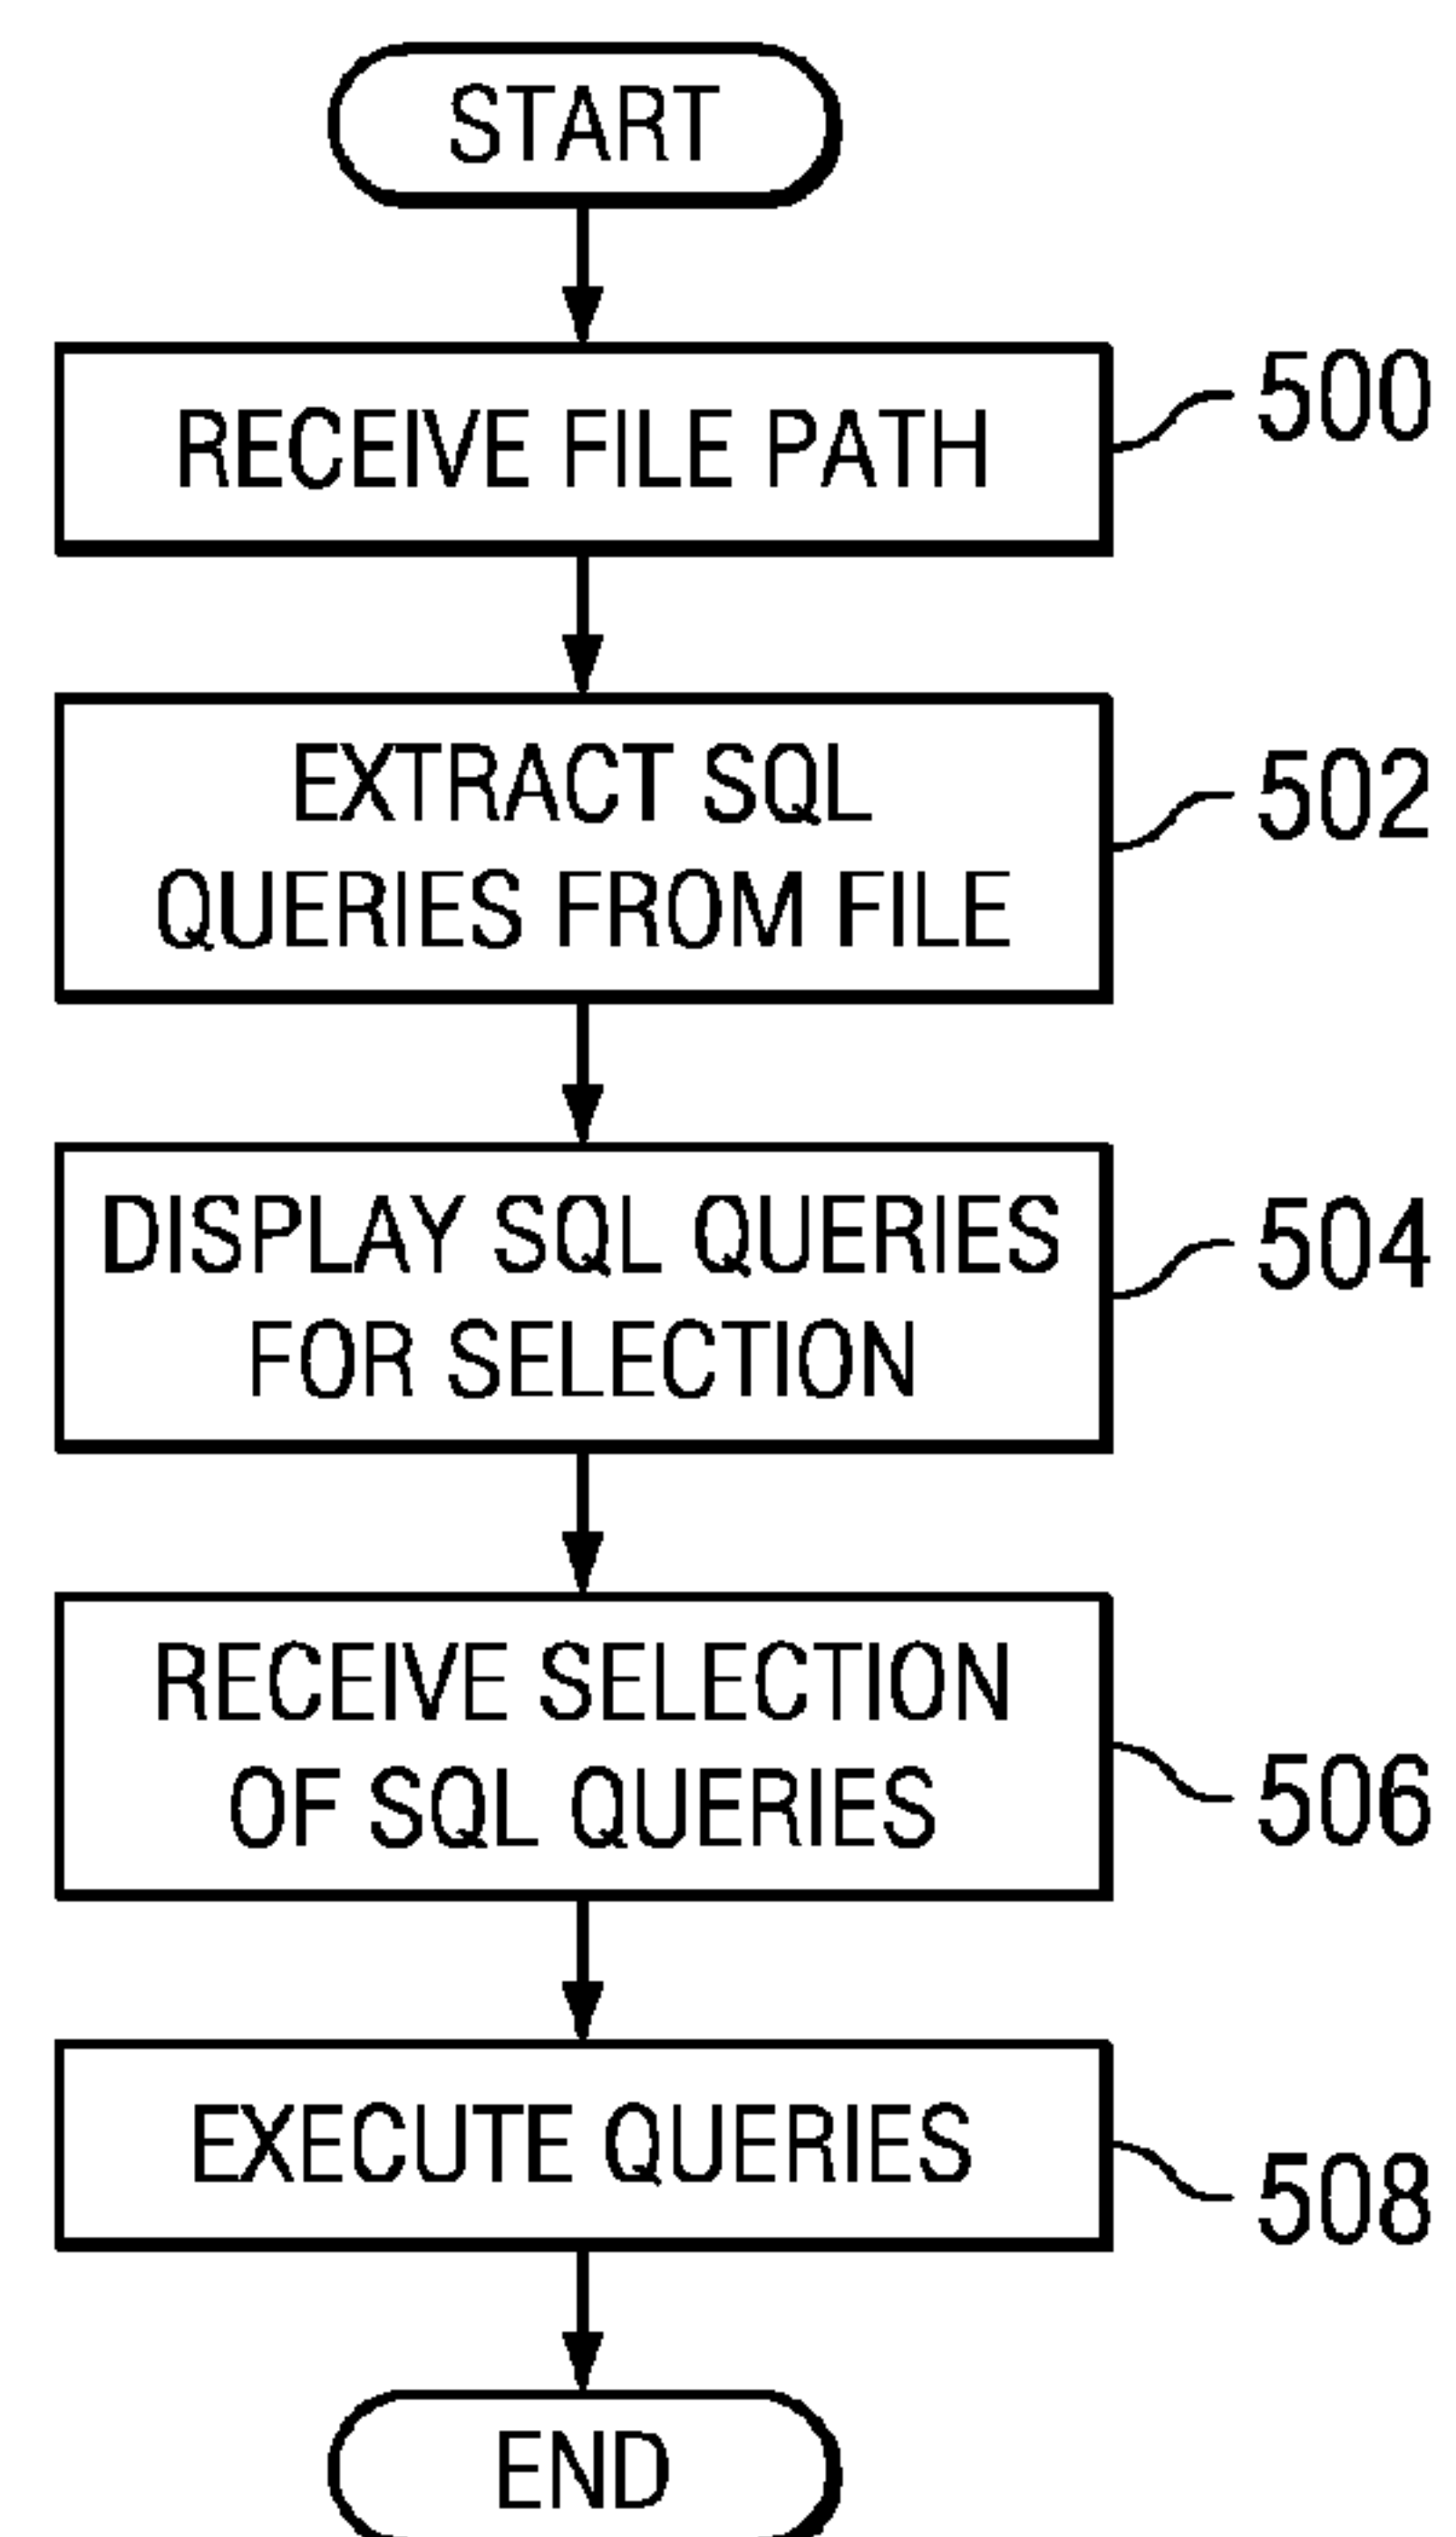 START
RECEIVE FILE PATH
500
EXTRACT SQL
QUERIES FROM FILE
502
DISPLAY SQL QUERIES
FOR SELECTION
504
RECEIVE SELECTION
OF SQL QUERIES
506
EXECUTE QUERIES
508
END